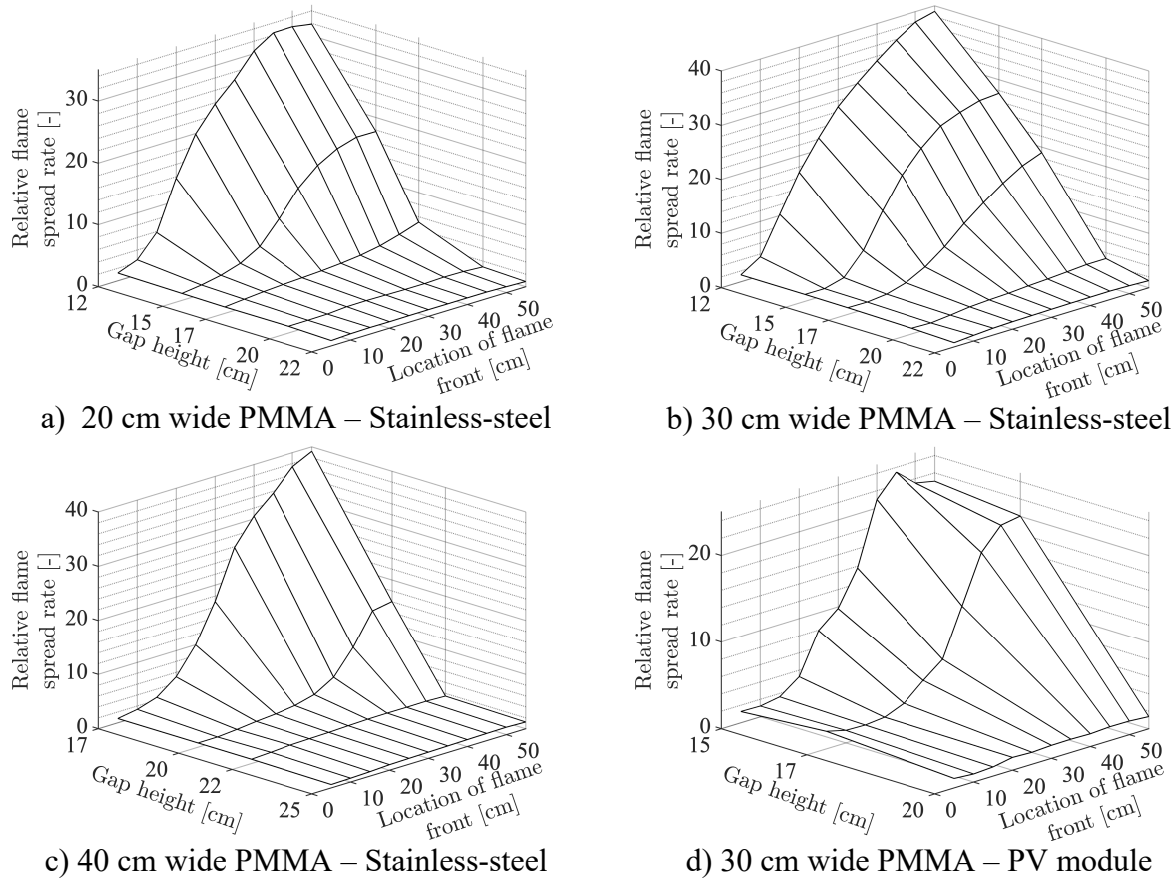 Relative flame
spread rate [-]
30
20
10
0
12
15
17
20
22
Gap height [cm]
0
10
20
30
40
50
Location of flame
front [cm]
a) 20 cm wide PMMA – Stainless-steel
Relative flame
spread rate [-]
40
30
20
10
0
12
15
17
20
22
Gap height [cm]
0
10
20
30
40
50
Location of flame
front [cm]
b) 30 cm wide PMMA – Stainless-steel
Relative flame
spread rate [-]
40
30
20
10
0
17
20
22
25
Gap height [cm]
0
10
20
30
40
50
Location of flame
front [cm]
c) 40 cm wide PMMA – Stainless-steel
Relative flame
spread rate [-]
20
10
0
15
17
20
Gap height [cm]
0
10
20
30
40
50
Location of flame
front [cm]
d) 30 cm wide PMMA – PV module